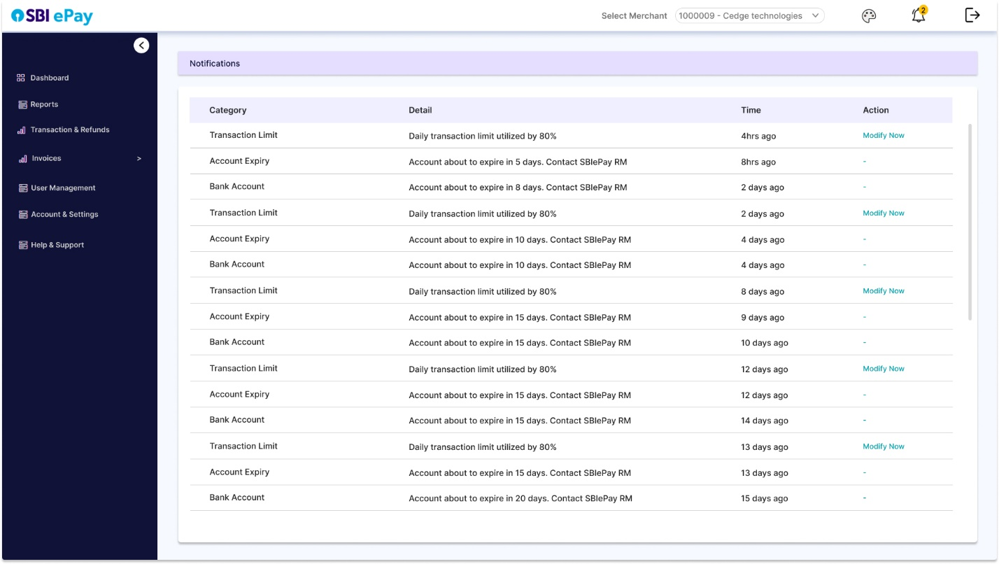 SBI ePay Select Merchant 1000009 - Cedge technologies 2
Notifications
Dashboard
Reports
Transaction & Refunds
Invoices >
User Management
Account & Settings
Help & Support
Category Detail Time Action
Transaction Limit Daily transaction limit utilized by 80% 4hrs ago Modify Now
Account Expiry Account about to expire in 5 days. Contact SBIePay RM 8hrs ago -
Bank Account Account about to expire in 8 days. Contact SBIePay RM 2 days ago -
Transaction Limit Daily transaction limit utilized by 80% 2 days ago Modify Now
Account Expiry Account about to expire in 10 days. Contact SBIePay RM 4 days ago -
Bank Account Account about to expire in 10 days. Contact SBIePay RM 4 days ago -
Transaction Limit Daily transaction limit utilized by 80% 8 days ago Modify Now
Account Expiry Account about to expire in 15 days. Contact SBIePay RM 9 days ago -
Bank Account Account about to expire in 15 days. Contact SBIePay RM 10 days ago -
Transaction Limit Daily transaction limit utilized by 80% 12 days ago Modify Now
Account Expiry Account about to expire in 15 days. Contact SBIePay RM 12 days ago -
Bank Account Account about to expire in 15 days. Contact SBIePay RM 14 days ago -
Transaction Limit Daily transaction limit utilized by 80% 13 days ago Modify Now
Account Expiry Account about to expire in 15 days. Contact SBIePay RM 13 days ago -
Bank Account Account about to expire in 20 days. Contact SBIePay RM 15 days ago -